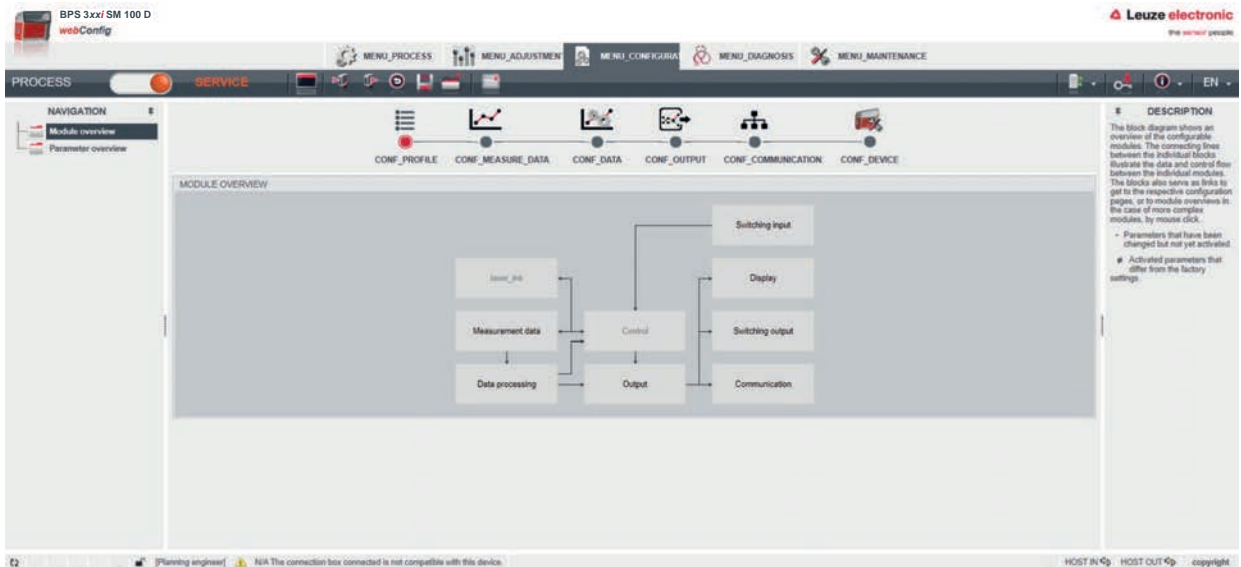 BPS 3xxi SM 100 D
webConfig
Leuze electronic
the sensor people
MENU_PROCESS
MENU_ADJUSTMEN
MENU_CONFIGURA
MENU_DIAGNOSIS
MENU_MAINTENANCE
PROCESS
SERVICE
EN
NAVIGATION
Module overview
Parameter overview
CONF_PROFILE
CONF_MEASURE_DATA
CONF_DATA
CONF_OUTPUT
CONF_COMMUNICATION
CONF_DEVICE
MODULE OVERVIEW
Switching input
Display
Measurement data
Control
Switching output
Data processing
Output
Communication
DESCRIPTION
The block diagram shows an
overview of the configurable
modules. The connecting lines
between the individual blocks
illustrate the data and control flow
between the individual modules.
The blocks also serve as links to
get to the respective configuration
pages, or to module overviews in
the case of more complex
modules, by mouse click.
- Parameters that have been
changed but not yet activated.
≠ Activated parameters that
differ from the factory
settings.
[Planning engineer]
N/A The connection box connected is not compatible with this device.
HOST IN
HOST OUT
copyright